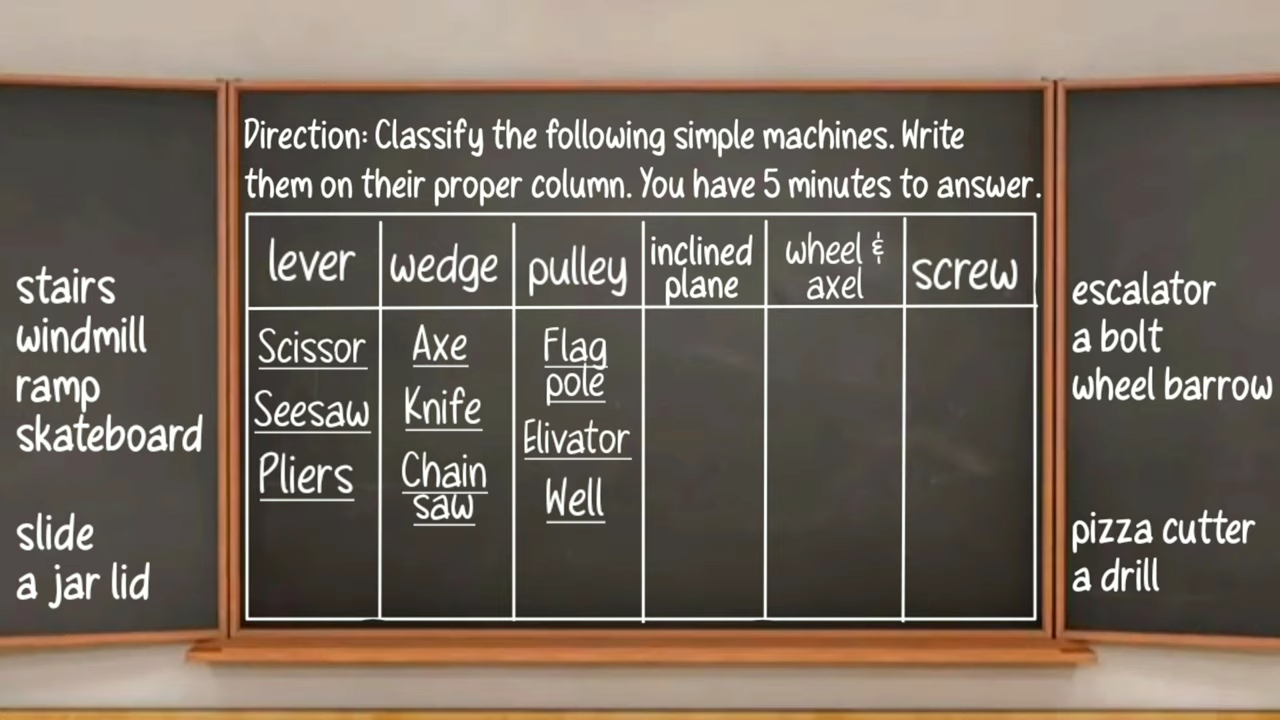 Direction: Classify the following simple machines. Write
them on their proper column. You have 5 minutes to answer.
stairs
windmill
ramp
skateboard
slide
a jar lid
lever
wedge
pulley
inclined
plane
wheel &
axel
screw
Scissor
Seesaw
Pliers
Axe
Knife
Chain
saw
Flag
pole
Elivator
Well
escalator
a bolt
wheel barrow
pizza cutter
a drill